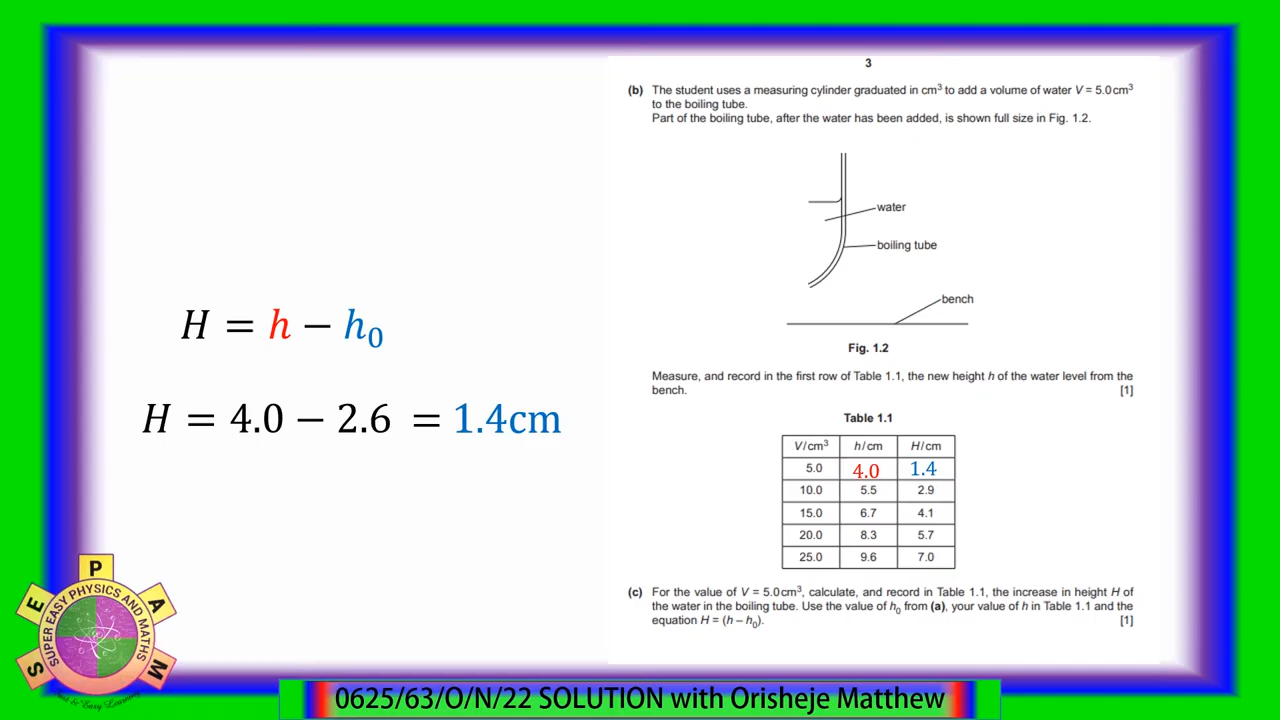 3
(b) The student uses a measuring cylinder graduated in cm³ to add a volume of water V = 5.0 cm³
to the boiling tube.
Part of the boiling tube, after the water has been added, is shown full size in Fig. 1.2.
water
boiling tube
bench
Fig. 1.2
Measure, and record in the first row of Table 1.1, the new height h of the water level from the
bench. [1]
Table 1.1
V/cm³ h/cm H/cm
5.0 4.0 1.4
10.0 5.5 2.9
15.0 6.7 4.1
20.0 8.3 5.7
25.0 9.6 7.0
(c) For the value of V = 5.0 cm³, calculate, and record in Table 1.1, the increase in height H of
the water in the boiling tube. Use the value of h₀ from (a), your value of h in Table 1.1 and the
equation H = (h – h₀). [1]
H = h − h₀
H = 4.0 − 2.6 = 1.4cm
S E P A M
SUPER EASY PHYSICS AND MATHS
Fast & Easy Learning
0625/63/O/N/22 SOLUTION with Orisheje Matthew